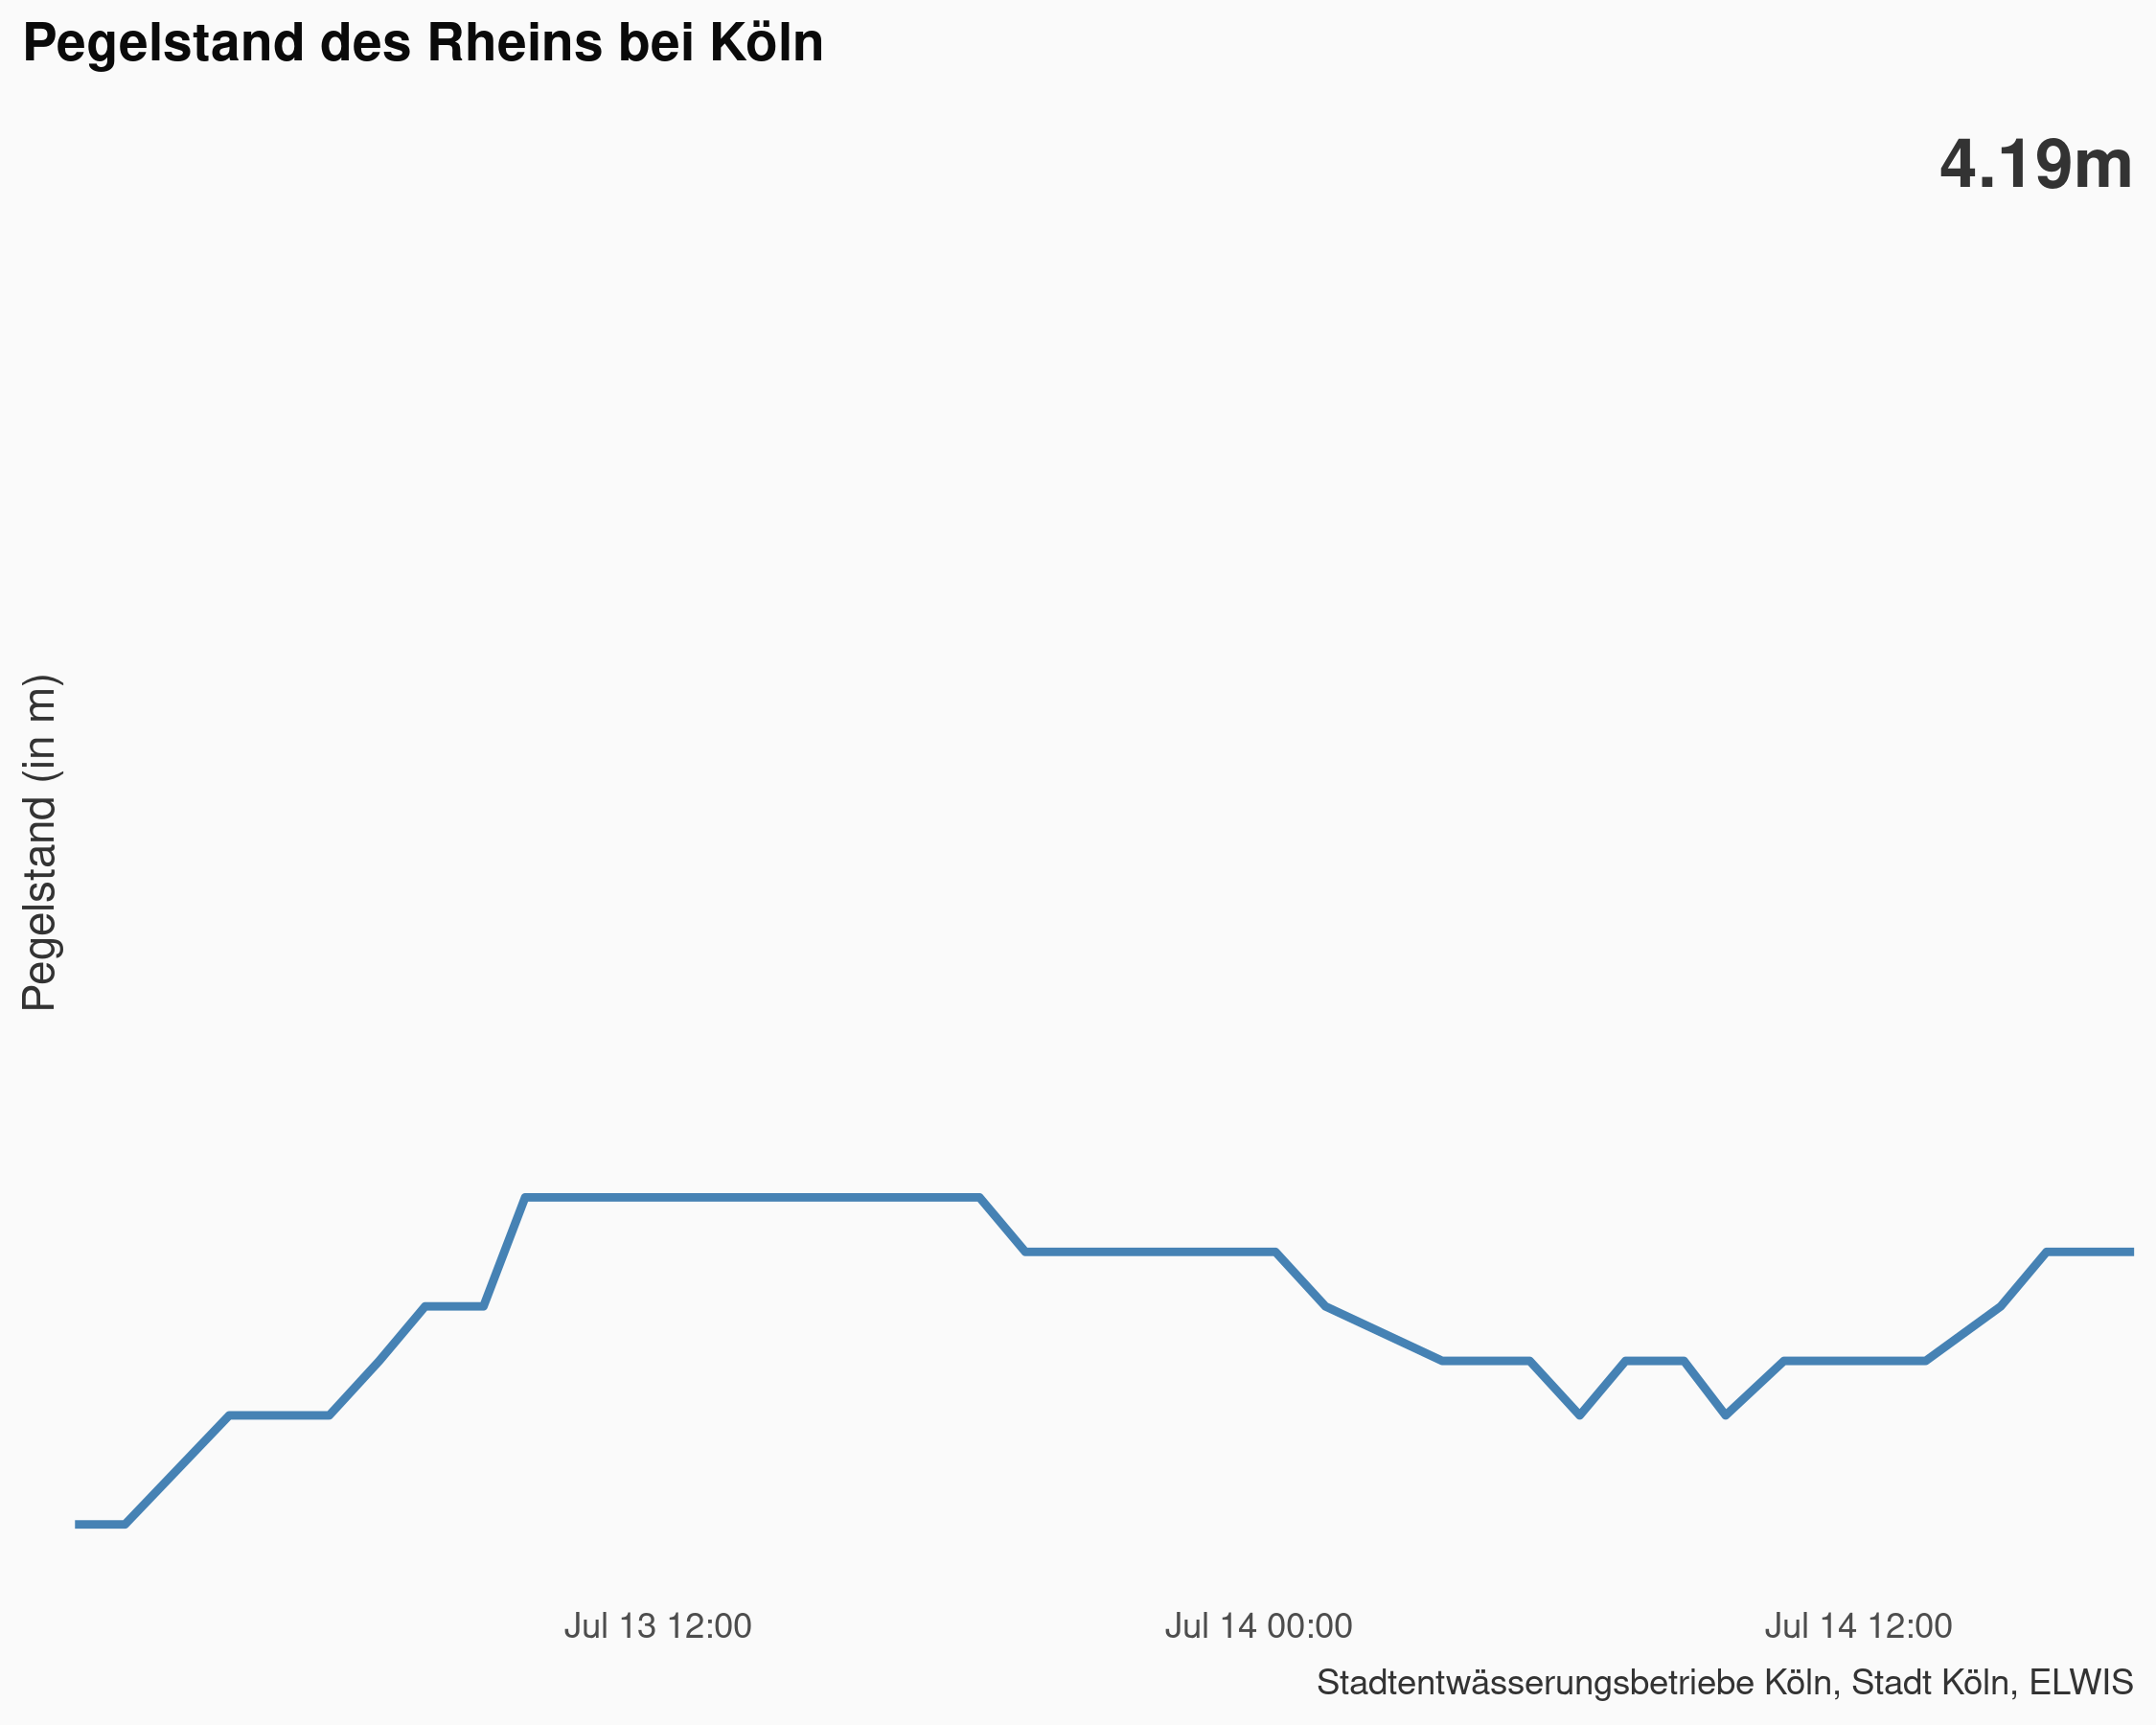 Pegelstand des Rheins bei Köln
4.19m
Pegelstand (in m)
Jul 13 12:00
Jul 14 00:00
Jul 14 12:00
Stadtentwässerungsbetriebe Köln, Stadt Köln, ELWIS